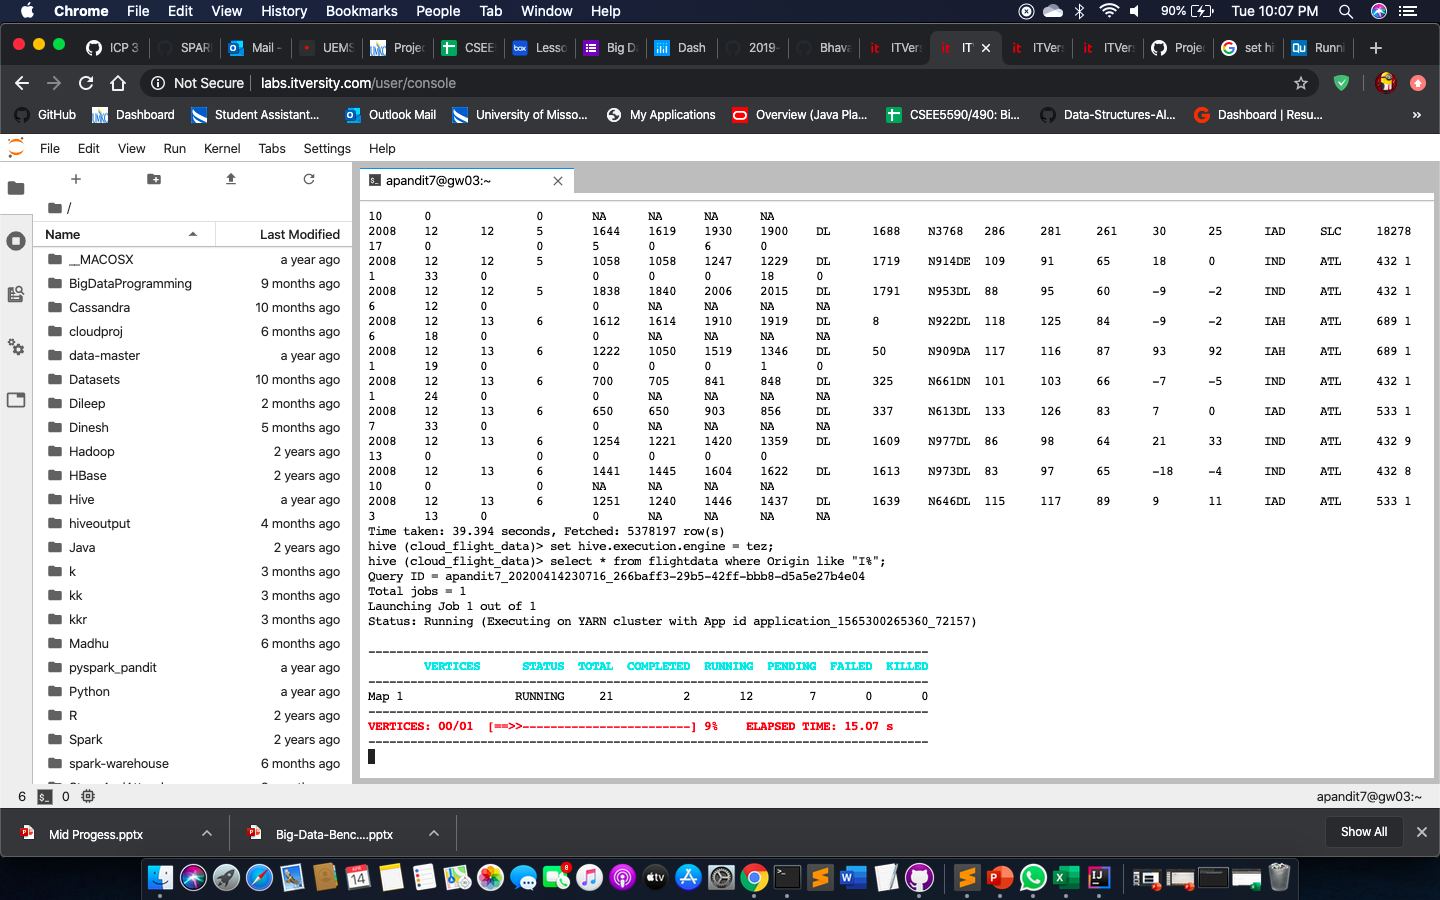 Chrome File Edit View History Bookmarks People Tab Window Help 90% Tue 10:07 PM
ICP 3 SPAR Mail - UEMS Projec CSEE Lesso Big D Dash 2019- Bhava ITVers IT ITVers ITVers Projec set hi Runni
Not Secure labs.itversity.com/user/console
GitHub Dashboard Student Assistant... Outlook Mail University of Misso... My Applications Overview (Java Pla... CSEE5590/490: Bi... Data-Structures-Al... Dashboard | Resu... »
File Edit View Run Kernel Tabs Settings Help
apandit7@gw03:~
/
Name Last Modified
__MACOSX a year ago
BigDataProgramming 9 months ago
Cassandra 10 months ago
cloudproj 6 months ago
data-master a year ago
Datasets 10 months ago
Dileep 2 months ago
Dinesh 5 months ago
Hadoop 2 years ago
HBase 2 years ago
Hive a year ago
hiveoutput 4 months ago
Java 2 years ago
k 3 months ago
kk 3 months ago
kkr 3 months ago
Madhu 6 months ago
pyspark_pandit a year ago
Python a year ago
R 2 years ago
Spark 2 years ago
spark-warehouse 6 months ago
10 0 0 NA NA NA NA
2008 12 12 5 1644 1619 1930 1900 DL 1688 N3768 286 281 261 30 25 IAD SLC 18278
17 0 0 5 0 6 0
2008 12 12 5 1058 1058 1247 1229 DL 1719 N914DE 109 91 65 18 0 IND ATL 432 1
1 33 0 0 0 0 18 0
2008 12 12 5 1838 1840 2006 2015 DL 1791 N953DL 88 95 60 -9 -2 IND ATL 432 1
6 12 0 0 NA NA NA NA
2008 12 13 6 1612 1614 1910 1919 DL 8 N922DL 118 125 84 -9 -2 IAH ATL 689 1
6 18 0 0 NA NA NA NA
2008 12 13 6 1222 1050 1519 1346 DL 50 N909DA 117 116 87 93 92 IAH ATL 689 1
1 19 0 0 0 0 1 0
2008 12 13 6 700 705 841 848 DL 325 N661DN 101 103 66 -7 -5 IND ATL 432 1
1 24 0 0 NA NA NA NA
2008 12 13 6 650 650 903 856 DL 337 N613DL 133 126 83 7 0 IAD ATL 533 1
7 33 0 0 NA NA NA NA
2008 12 13 6 1254 1221 1420 1359 DL 1609 N977DL 86 98 64 21 33 IND ATL 432 9
13 0 0 0 0 0 0
2008 12 13 6 1441 1445 1604 1622 DL 1613 N973DL 83 97 65 -18 -4 IND ATL 432 8
10 0 0 NA NA NA NA
2008 12 13 6 1251 1240 1446 1437 DL 1639 N646DL 115 117 89 9 11 IAD ATL 533 1
3 13 0 0 NA NA NA NA
Time taken: 39.394 seconds, Fetched: 5378197 row(s)
hive (cloud_flight_data)> set hive.execution.engine = tez;
hive (cloud_flight_data)> select * from flightdata where Origin like "I%";
Query ID = apandit7_20200414230716_266baff3-29b5-42ff-bbb8-d5a5e27b4e04
Total jobs = 1
Launching Job 1 out of 1
Status: Running (Executing on YARN cluster with App id application_1565300265360_72157)
--------------------------------------------------------------------------------
VERTICES STATUS TOTAL COMPLETED RUNNING PENDING FAILED KILLED
--------------------------------------------------------------------------------
Map 1 RUNNING 21 2 12 7 0 0
--------------------------------------------------------------------------------
VERTICES: 00/01 [==>>------------------------] 9% ELAPSED TIME: 15.07 s
--------------------------------------------------------------------------------
6 $_ 0 apandit7@gw03:~
Mid Progess.pptx Big-Data-Benc....pptx Show All